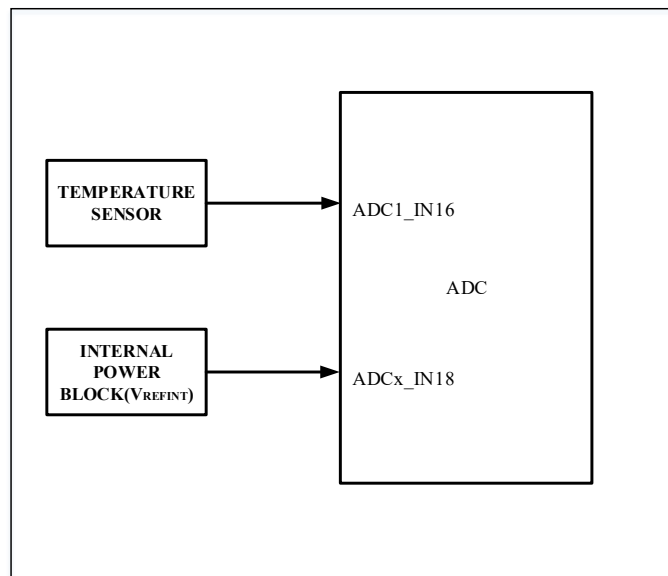 TEMPERATURE
SENSOR
ADC1_IN16
ADC
INTERNAL
POWER
BLOCK(VREFINT)
ADCx_IN18